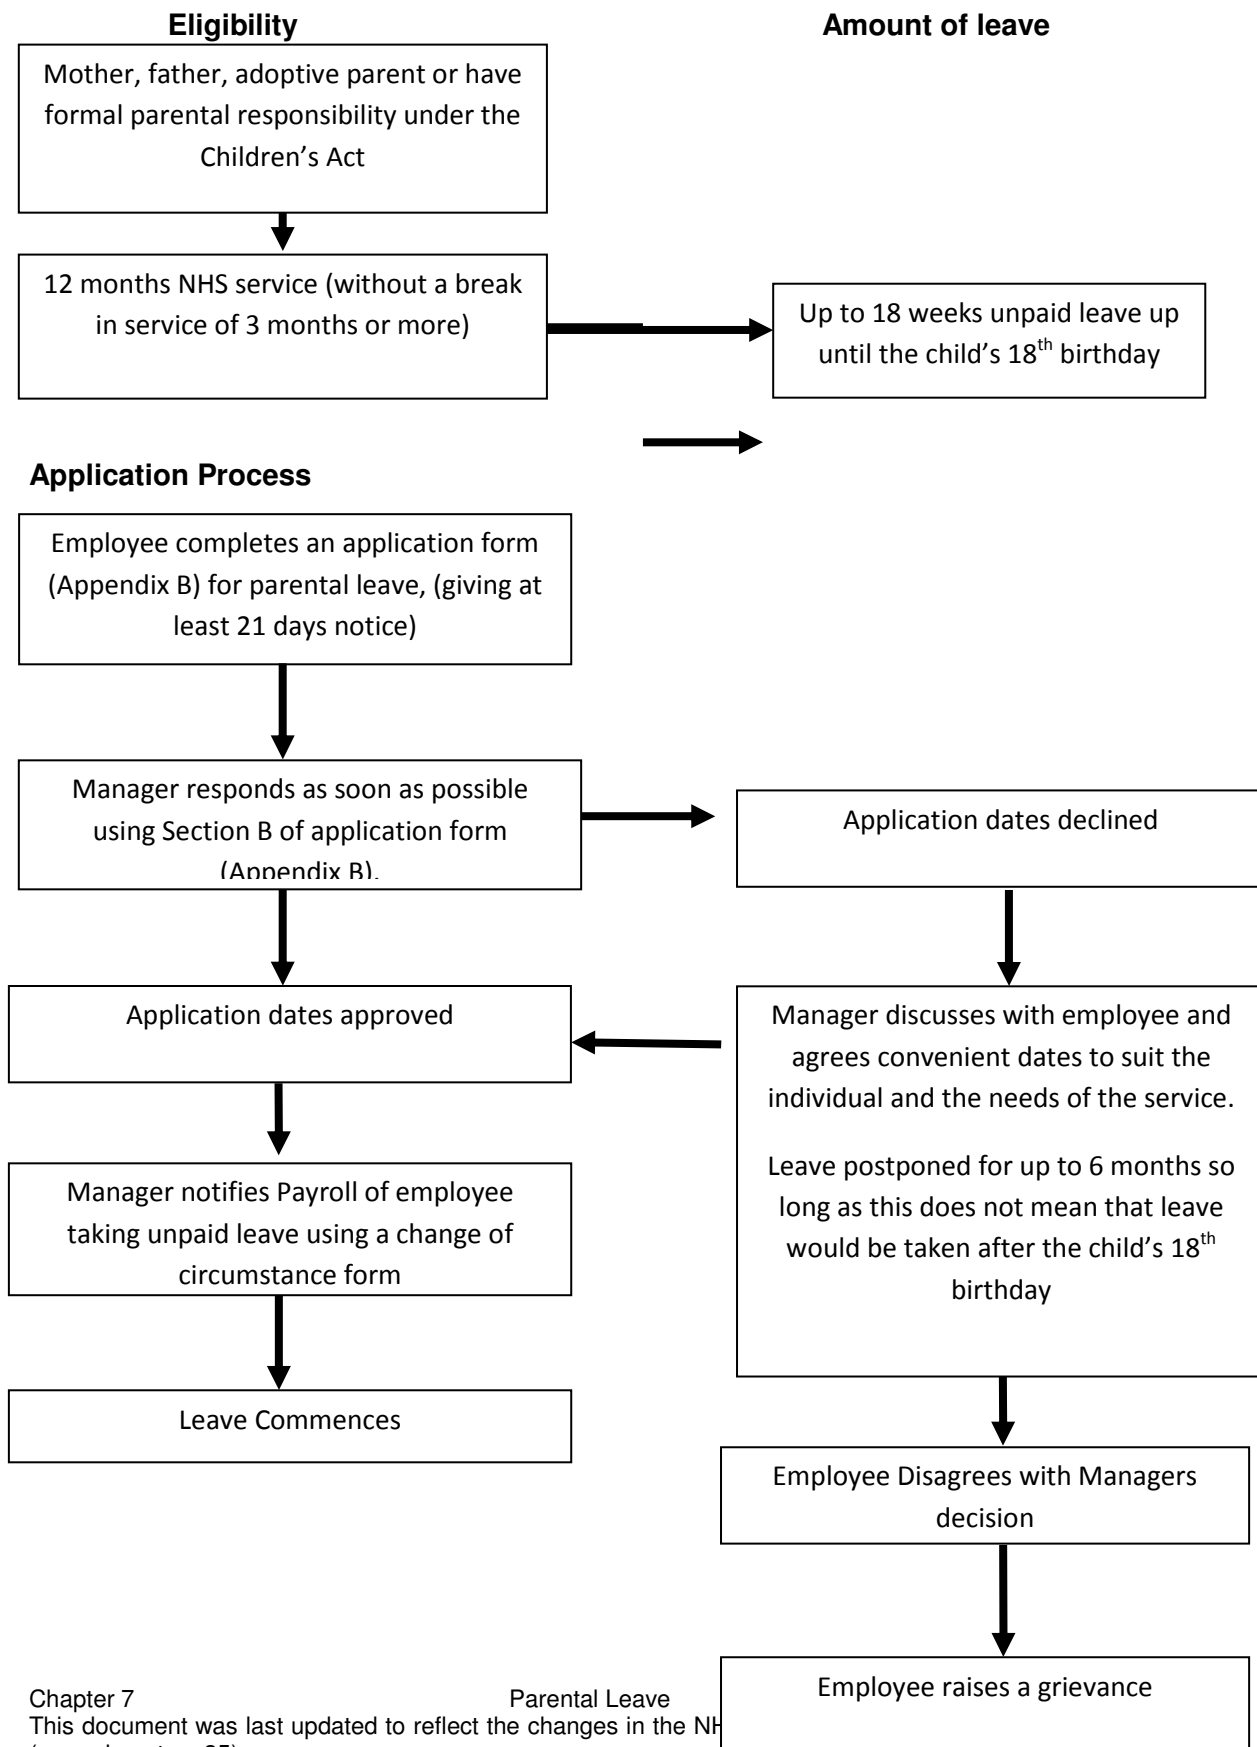 Eligibility
Amount of leave
Mother, father, adoptive parent or have
formal parental responsibility under the
Children’s Act
12 months NHS service (without a break
in service of 3 months or more)
Up to 18 weeks unpaid leave up
until the child’s 18th birthday
Application Process
Employee completes an application form
(Appendix B) for parental leave, (giving at
least 21 days notice)
Manager responds as soon as possible
using Section B of application form
(Appendix B).
Application dates declined
Application dates approved
Manager discusses with employee and
agrees convenient dates to suit the
individual and the needs of the service.
Leave postponed for up to 6 months so
long as this does not mean that leave
would be taken after the child’s 18th
birthday
Manager notifies Payroll of employee
taking unpaid leave using a change of
circumstance form
Leave Commences
Employee Disagrees with Managers
decision
Employee raises a grievance
Chapter 7 Parental Leave
This document was last updated to reflect the changes in the